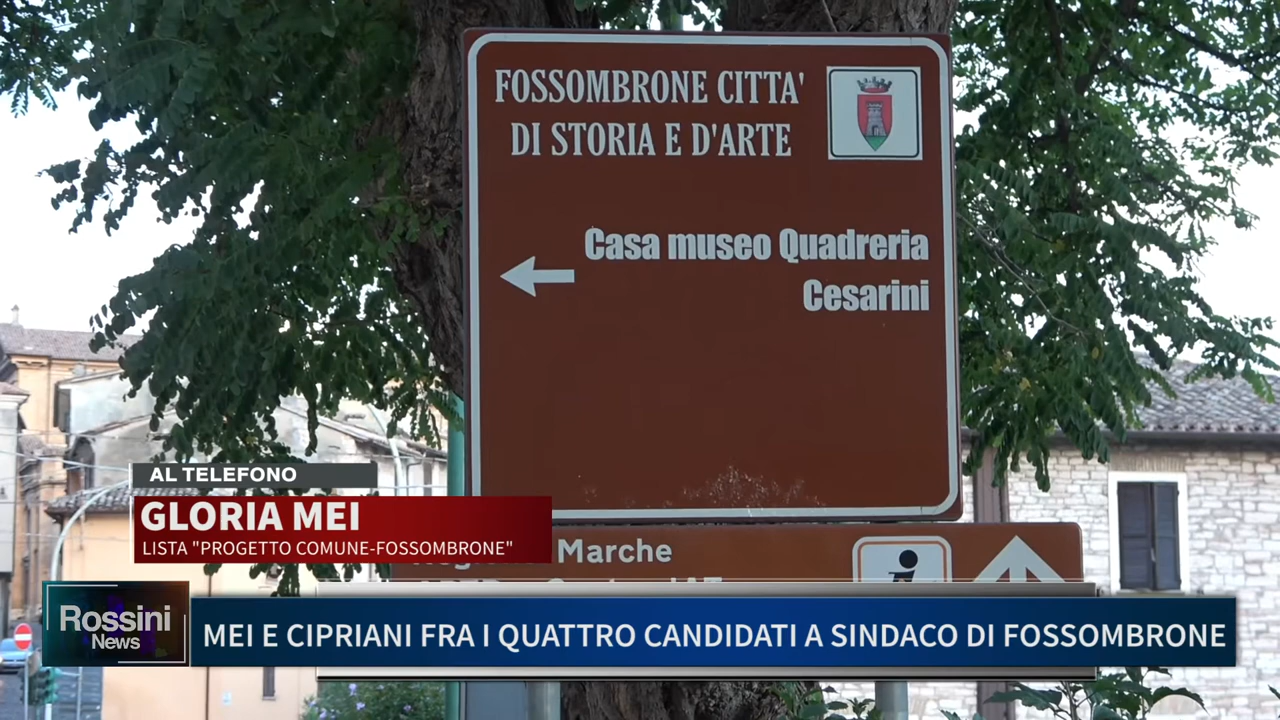 FOSSOMBRONE CITTA'
DI STORIA E D'ARTE
Casa museo Quadreria
Cesarini
AL TELEFONO
GLORIA MEI
LISTA "PROGETTO COMUNE-FOSSOMBRONE"
Marche
Rossini
News
MEI E CIPRIANI FRA I QUATTRO CANDIDATI A SINDACO DI FOSSOMBRONE